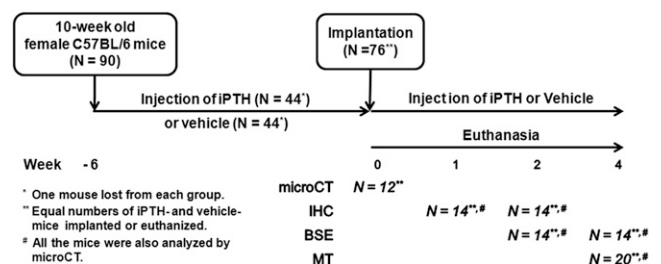 10-week old
female C57BL/6 mice
(N = 90)
Implantation
(N =76**)
Injection of iPTH (N = 44*)
or vehicle (N = 44*)
Injection of iPTH or Vehicle
Euthanasia
Week - 6 0 1 2 4
* One mouse lost from each group.
** Equal numbers of iPTH- and vehicle-
mice implanted or euthanized.
# All the mice were also analyzed by
microCT.
microCT N = 12**
IHC N = 14**,# N = 14**,#
BSE N = 14**,# N = 14**,#
MT N = 20**,#